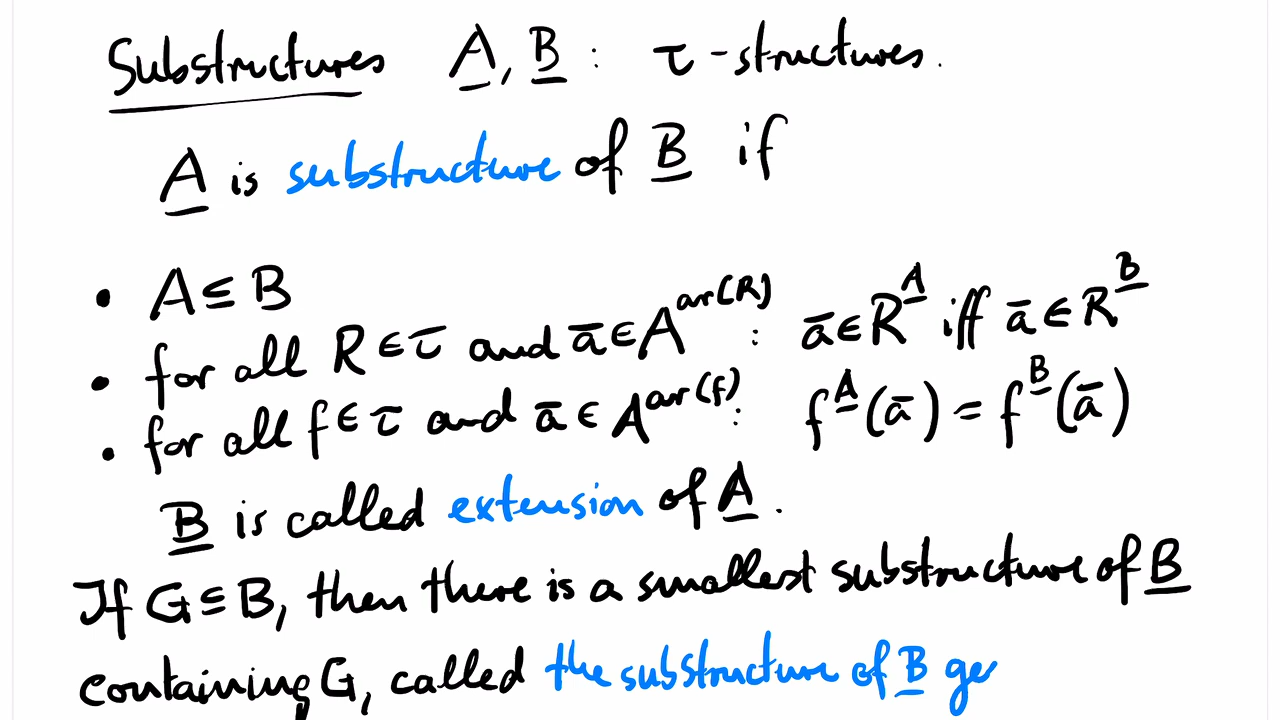 Substructures A̲, B̲ : τ-structures.
A̲ is substructure of B̲ if
• A ⊆ B
• for all R ∈ τ and ā ∈ A^ar(R) : ā ∈ R^A̲ iff ā ∈ R^B̲
• for all f ∈ τ and ā ∈ A^ar(f) : f^A̲(ā) = f^B̲(ā)
B̲ is called extension of A̲.
If G ⊆ B, then there is a smallest substructure of B̲
containing G, called the substructure of B̲ ge